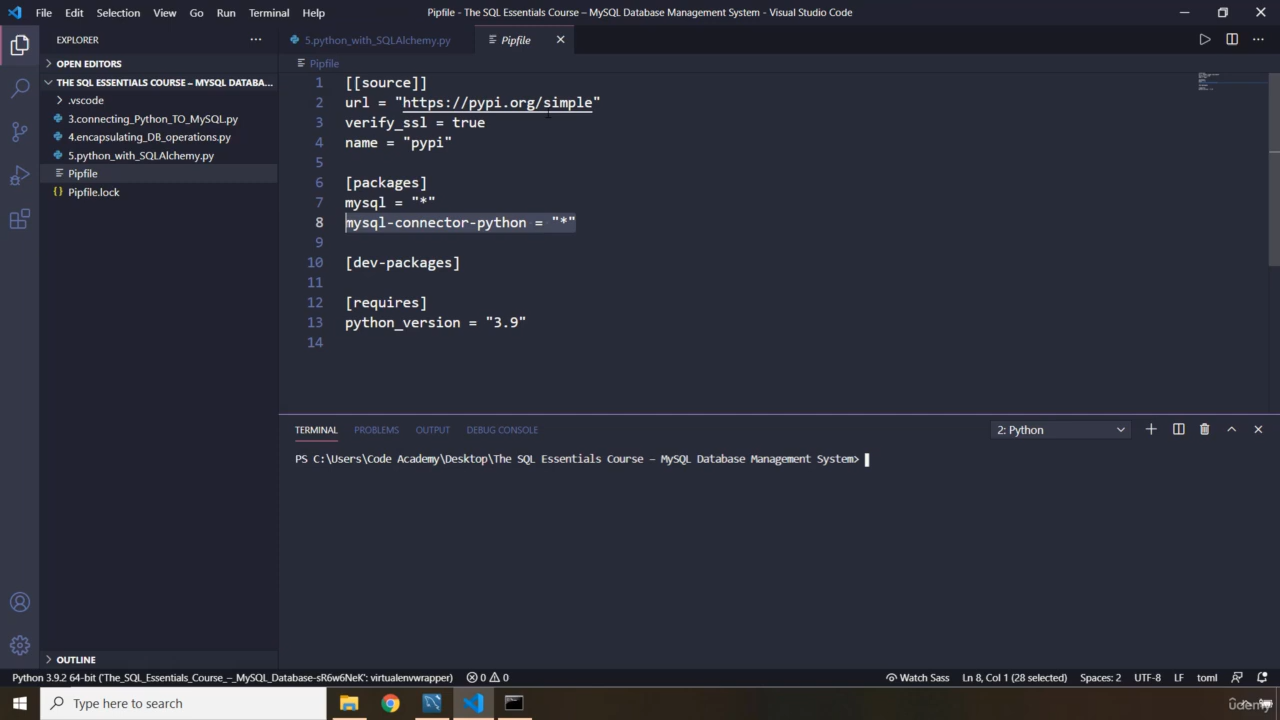 File Edit Selection View Go Run Terminal Help
Pipfile - The SQL Essentials Course – MySQL Database Management System - Visual Studio Code
EXPLORER
OPEN EDITORS
THE SQL ESSENTIALS COURSE – MYSQL DATABA...
.vscode
3.connecting_Python_TO_MySQL.py
4.encapsulating_DB_operations.py
5.python_with_SQLAlchemy.py
Pipfile
Pipfile.lock
OUTLINE
5.python_with_SQLAlchemy.py Pipfile
Pipfile
1 [[source]]
2 url = "https://pypi.org/simple"
3 verify_ssl = true
4 name = "pypi"
5
6 [packages]
7 mysql = "*"
8 mysql-connector-python = "*"
9
10 [dev-packages]
11
12 [requires]
13 python_version = "3.9"
14
TERMINAL PROBLEMS OUTPUT DEBUG CONSOLE 2: Python
PS C:\Users\Code Academy\Desktop\The SQL Essentials Course – MySQL Database Management System>
Python 3.9.2 64-bit ('The_SQL_Essentials_Course_–_MySQL_Database-sR6w6NeK': virtualenvwrapper) 0 0 Watch Sass Ln 8, Col 1 (28 selected) Spaces: 2 UTF-8 LF toml
Type here to search
Udemy